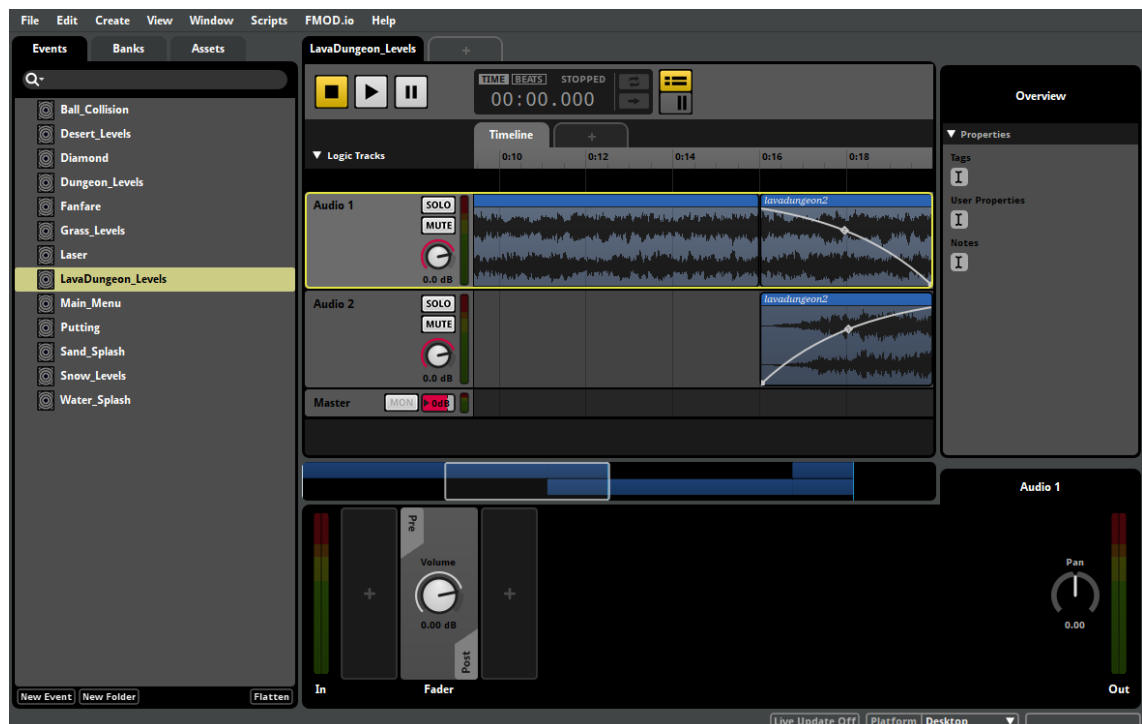 File Edit Create View Window Scripts FMOD.io Help
Events Banks Assets
Ball_Collision
Desert_Levels
Diamond
Dungeon_Levels
Fanfare
Grass_Levels
Laser
LavaDungeon_Levels
Main_Menu
Putting
Sand_Splash
Snow_Levels
Water_Splash
New Event New Folder Flatten
LavaDungeon_Levels +
TIME BEATS STOPPED
00:00.000
Timeline +
Logic Tracks 0:10 0:12 0:14 0:16 0:18
Audio 1 SOLO
MUTE
0.0 dB
lavadungeon2
Audio 2 SOLO
MUTE
0.0 dB
lavadungeon2
Master MON 0dB
Overview
Properties
Tags
User Properties
Notes
In
+
Pre
Volume
0.00 dB
Post
Fader
+
Audio 1
Pan
0.00
Out
Live Update Off Platform Desktop